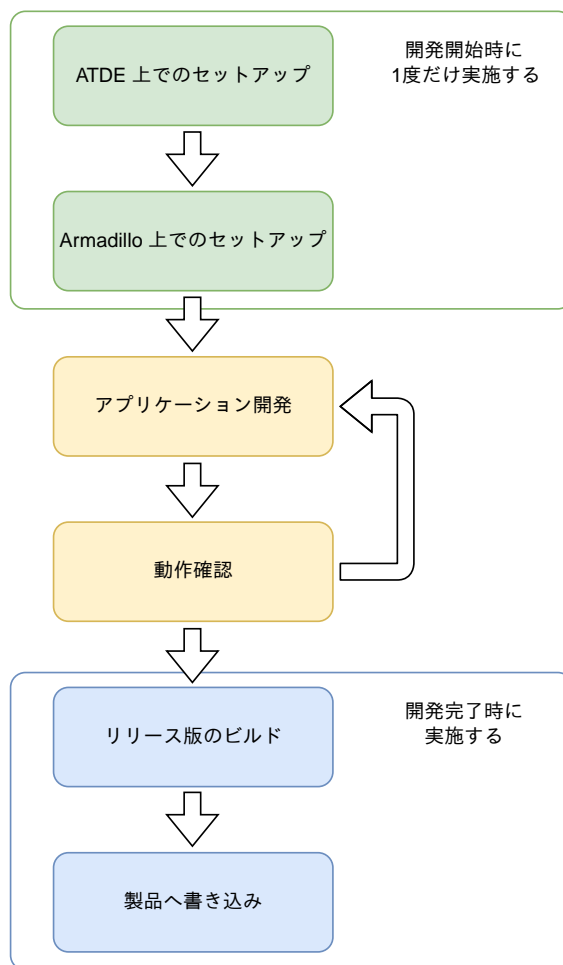 ATDE 上でのセットアップ
開発開始時に
1度だけ実施する
Armadillo 上でのセットアップ
アプリケーション開発
動作確認
リリース版のビルド
開発完了時に
実施する
製品へ書き込み